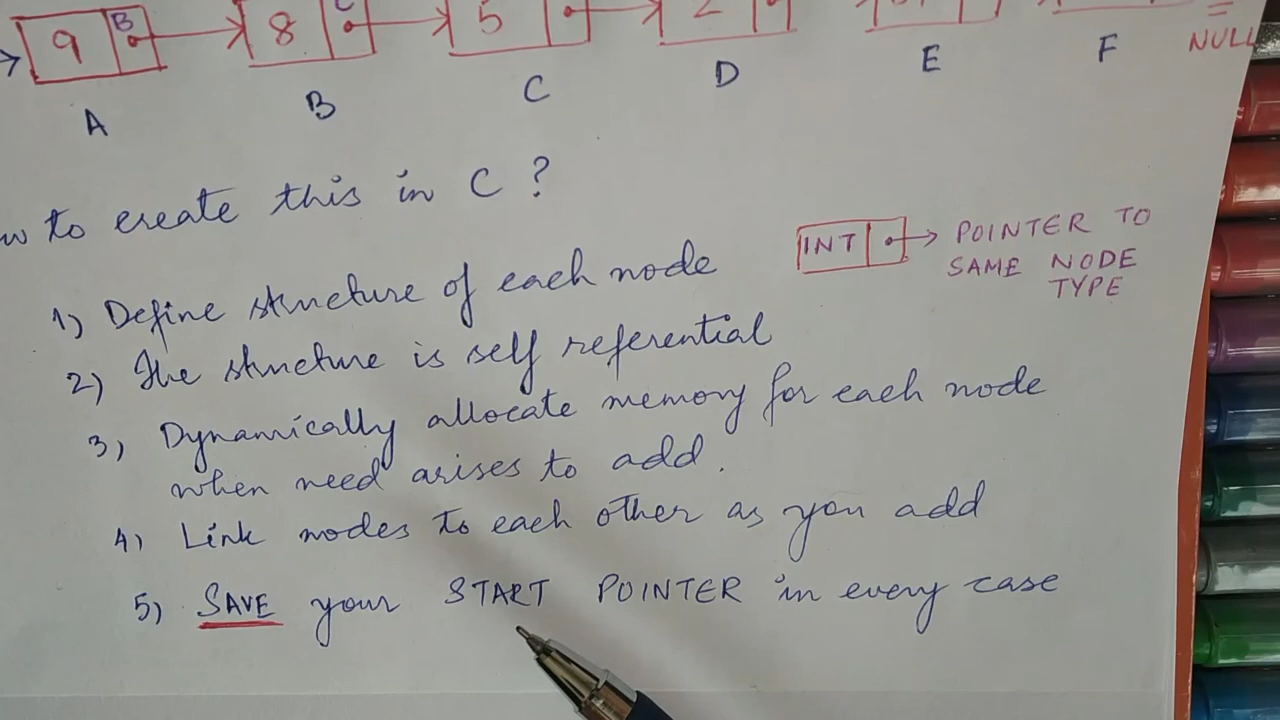 9 B 8 C 5 2
A B C D E F NULL
to create this in C ?
INT POINTER TO
SAME NODE
TYPE
1) Define structure of each node
2) The structure is self referential
3) Dynamically allocate memory for each node
when need arises to add.
4) Link nodes to each other as you add
5) SAVE your START POINTER in every case